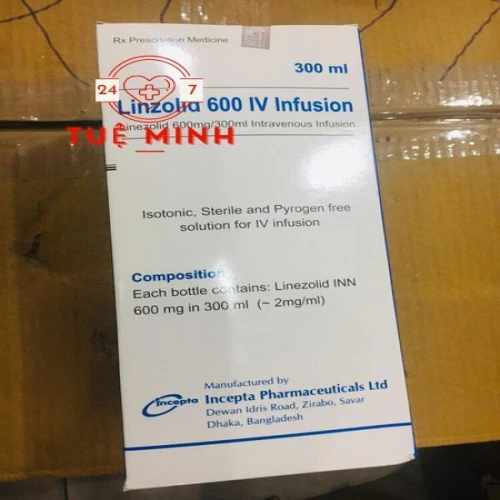 Rx Prescription Medicine
300 ml
24 7
Linzolid 600 IV Infusion
Linezolid 600mg/300ml Intravenous Infusion
TUỆ MINH
Isotonic, Sterile and Pyrogen free
solution for IV infusion
Composition
Each bottle contains: Linezolid INN
600 mg in 300 ml (~ 2mg/ml)
Manufactured by
Incepta
Incepta Pharmaceuticals Ltd
Dewan Idris Road, Zirabo, Savar
Dhaka, Bangladesh